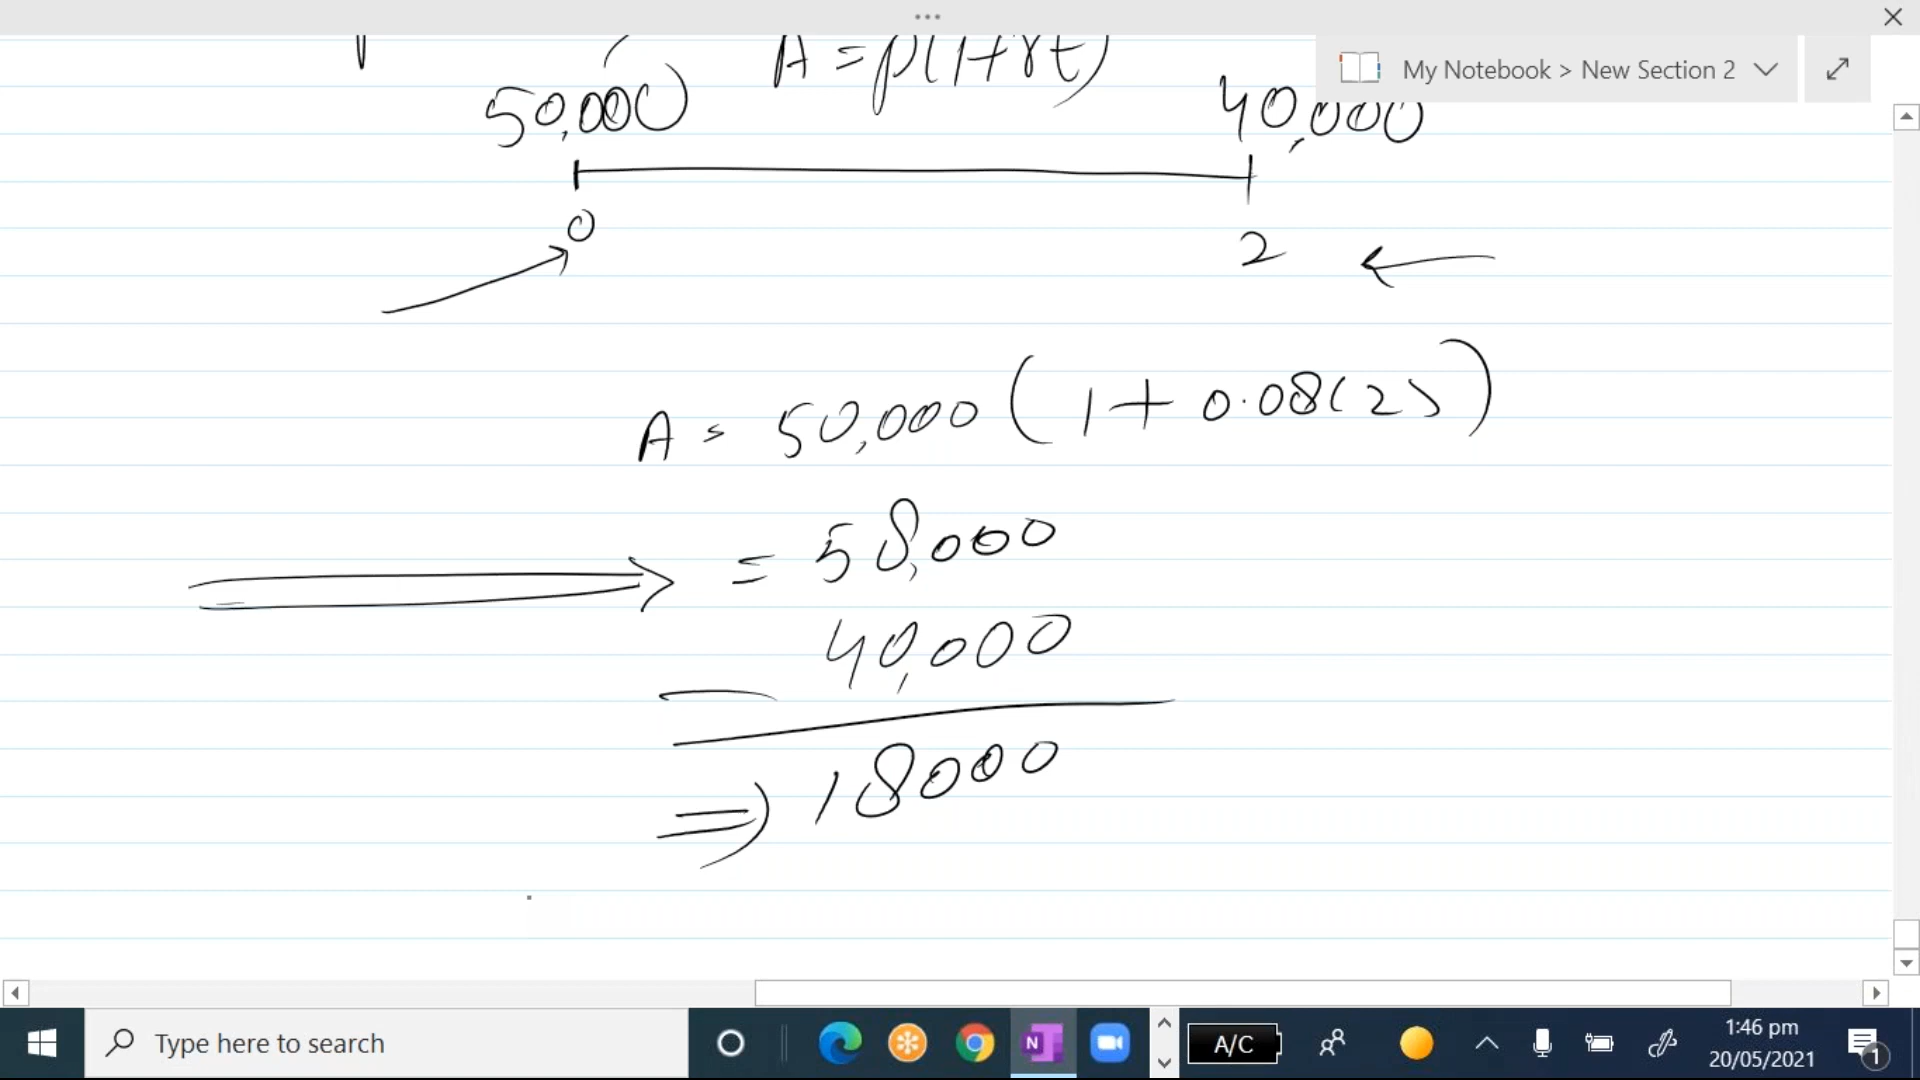 A = p(1+rt)
My Notebook > New Section 2
50,000
40,000
0
2
A = 50,000 ( 1 + 0.08(2) )
= 58,000
40,000
⇒ 18000
Type here to search
A/C
1:46 pm
20/05/2021
1